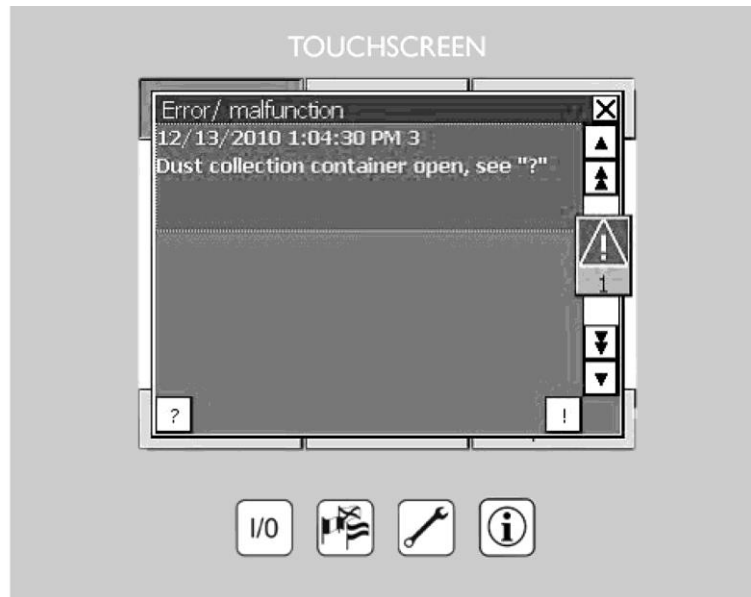 TOUCHSCREEN
Error/ malfunction
12/13/2010 1:04:30 PM 3
Dust collection container open, see "?"
1
?
!
I/0